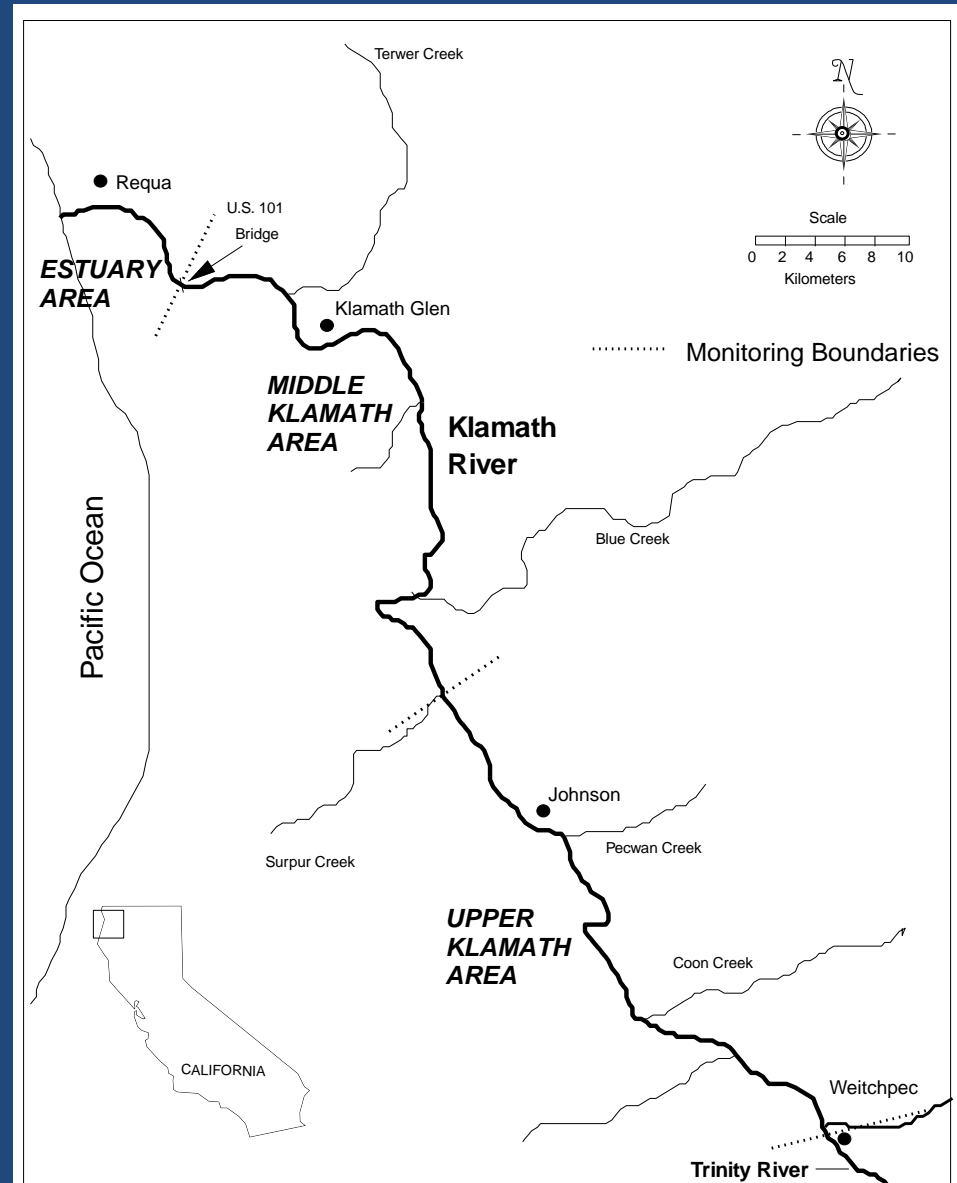 Terwer Creek
N
Requa
U.S. 101
Bridge
Scale
0 2 4 6 8 10
Kilometers
ESTUARY
AREA
Klamath Glen
Monitoring Boundaries
MIDDLE
KLAMATH
AREA
Klamath
River
Pacific Ocean
Blue Creek
Johnson
Pecwan Creek
Surpur Creek
UPPER
KLAMATH
AREA
Coon Creek
CALIFORNIA
Weitchpec
Trinity River